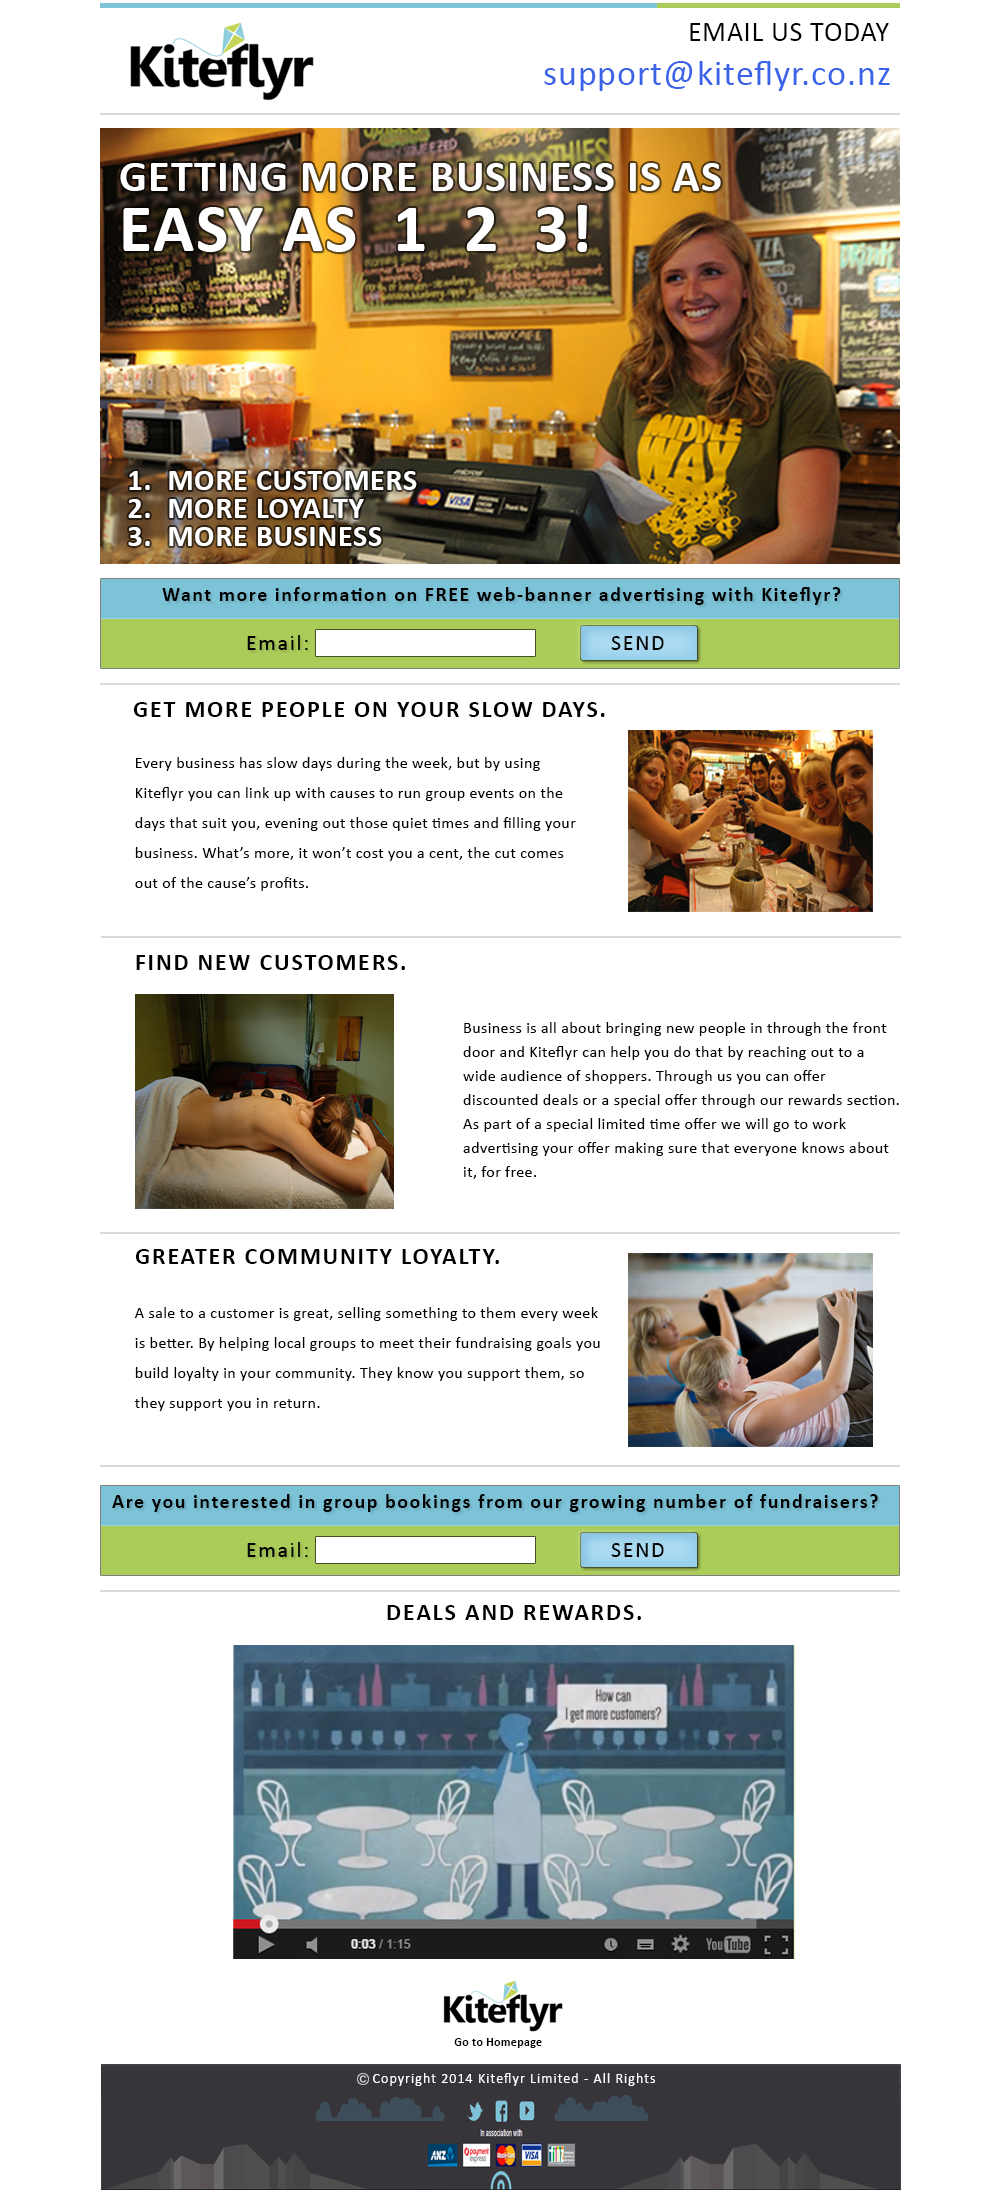 Kiteflyr
EMAIL US TODAY
support@kiteflyr.co.nz
GETTING MORE BUSINESS IS AS
EASY AS 1 2 3!
MIDDLE
WAY
VISA
1. MORE CUSTOMERS
2. MORE LOYALTY
3. MORE BUSINESS
Want more information on FREE web-banner advertising with Kiteflyr?
Email:
SEND
GET MORE PEOPLE ON YOUR SLOW DAYS.
Every business has slow days during the week, but by using
Kiteflyr you can link up with causes to run group events on the
days that suit you, evening out those quiet times and filling your
business. What’s more, it won’t cost you a cent, the cut comes
out of the cause’s profits.
FIND NEW CUSTOMERS.
Business is all about bringing new people in through the front
door and Kiteflyr can help you do that by reaching out to a
wide audience of shoppers. Through us you can offer
discounted deals or a special offer through our rewards section.
As part of a special limited time offer we will go to work
advertising your offer making sure that everyone knows about
it, for free.
GREATER COMMUNITY LOYALTY.
A sale to a customer is great, selling something to them every week
is better. By helping local groups to meet their fundraising goals you
build loyalty in your community. They know you support them, so
they support you in return.
Are you interested in group bookings from our growing number of fundraisers?
Email:
SEND
DEALS AND REWARDS.
How can
I get more customers?
0:03 / 1:15
YouTube
Kiteflyr
Go to Homepage
© Copyright 2014 Kiteflyr Limited - All Rights
In association with
ANZ
payment
express
MasterCard
VISA